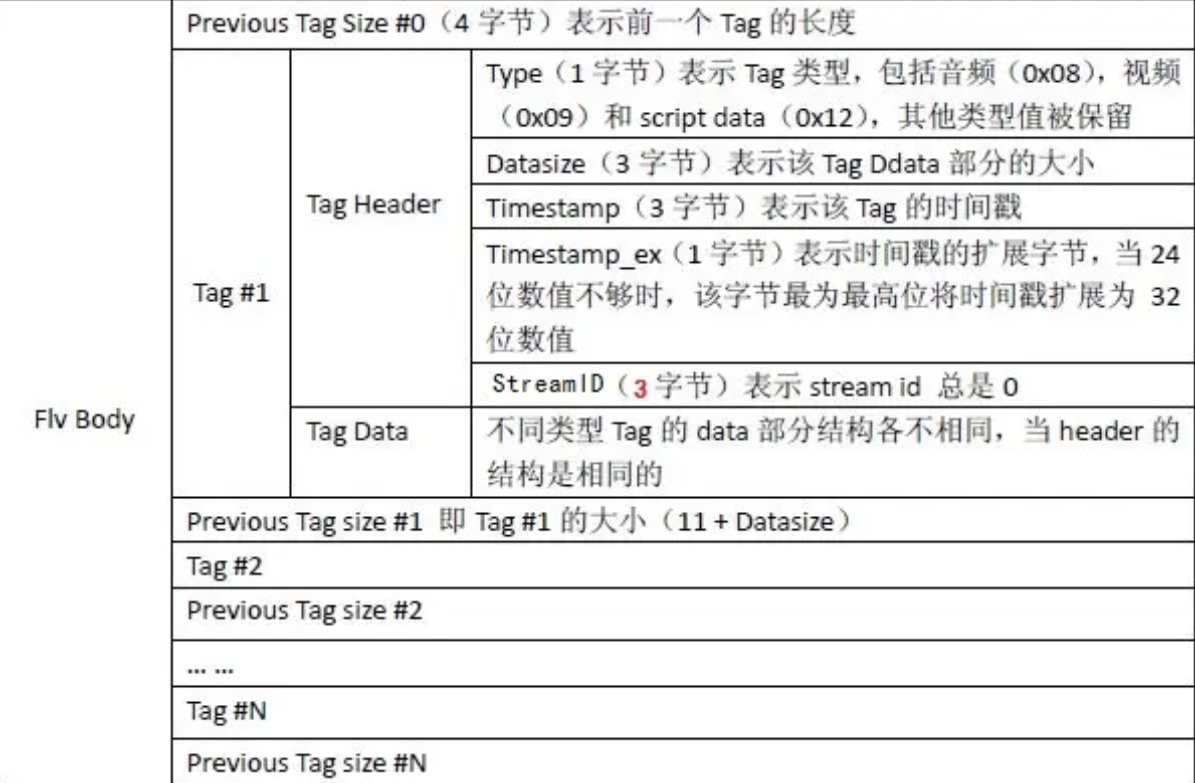 Previous Tag Size #0（4 字节）表示前一个 Tag 的长度
Type（1 字节）表示 Tag 类型，包括音频（0x08），视频
（0x09）和 script data（0x12），其他类型值被保留
Datasize（3 字节）表示该 Tag Ddata 部分的大小
Tag Header
Timestamp（3 字节）表示该 Tag 的时间戳
Timestamp_ex（1 字节）表示时间戳的扩展字节，当 24
Tag #1
位数值不够时，该字节最为最高位将时间戳扩展为 32
位数值
StreamID（3 字节）表示 stream id 总是 0
Flv Body
Tag Data
不同类型 Tag 的 data 部分结构各不相同，当 header 的
结构是相同的
Previous Tag size #1 即 Tag #1 的大小（11 + Datasize）
Tag #2
Previous Tag size #2
... ...
Tag #N
Previous Tag size #N